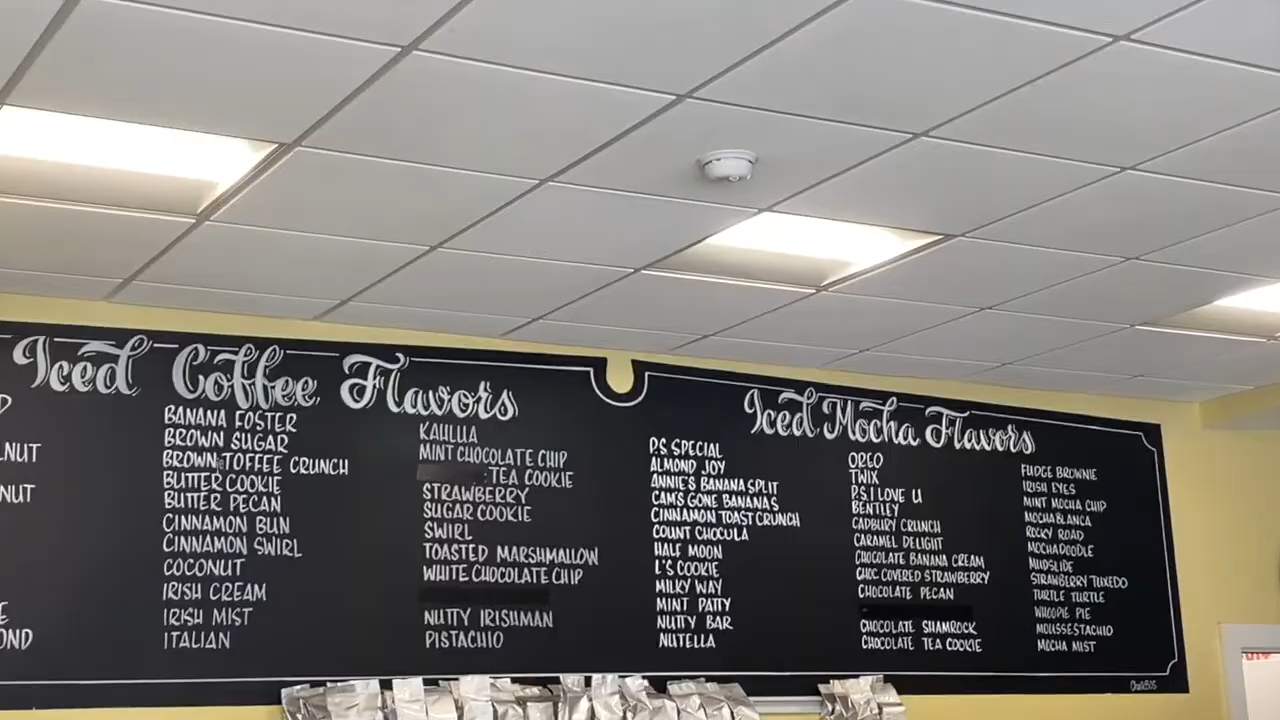 Iced Coffee Flavors
LNUT
NUT
OND
BANANA FOSTER
BROWN SUGAR
BROWN TOFFEE CRUNCH
BUTTER COOKIE
BUTTER PECAN
CINNAMON BUN
CINNAMON SWIRL
COCONUT
IRISH CREAM
IRISH MIST
ITALIAN
KAHLUA
MINT CHOCOLATE CHIP
TEA COOKIE
STRAWBERRY
SUGAR COOKIE
SWIRL
TOASTED MARSHMALLOW
WHITE CHOCOLATE CHIP
NUTTY IRISHMAN
PISTACHIO
Iced Mocha Flavors
P.S. SPECIAL
ALMOND JOY
ANNIE'S BANANA SPLIT
CAM'S GONE BANANAS
CINNAMON TOAST CRUNCH
COUNT CHOCULA
HALF MOON
L'S COOKIE
MILKY WAY
MINT PATTY
NUTTY BAR
NUTELLA
OREO
TWIX
P.S. I LOVE U
BENTLEY
CADBURY CRUNCH
CARAMEL DELIGHT
CHOCOLATE BANANA CREAM
CHOC. COVERED STRAWBERRY
CHOCOLATE PECAN
CHOCOLATE SHAMROCK
CHOCOLATE TEA COOKIE
FUDGE BROWNIE
IRISH EYES
MINT MOCHA CHIP
MOCHA BLANCA
ROCKY ROAD
MOCHADOODLE
MUDSLIDE
STRAWBERRY TUXEDO
TURTLE TURTLE
WHOOPIE PIE
MOUSSESTACHIO
MOCHA MIST